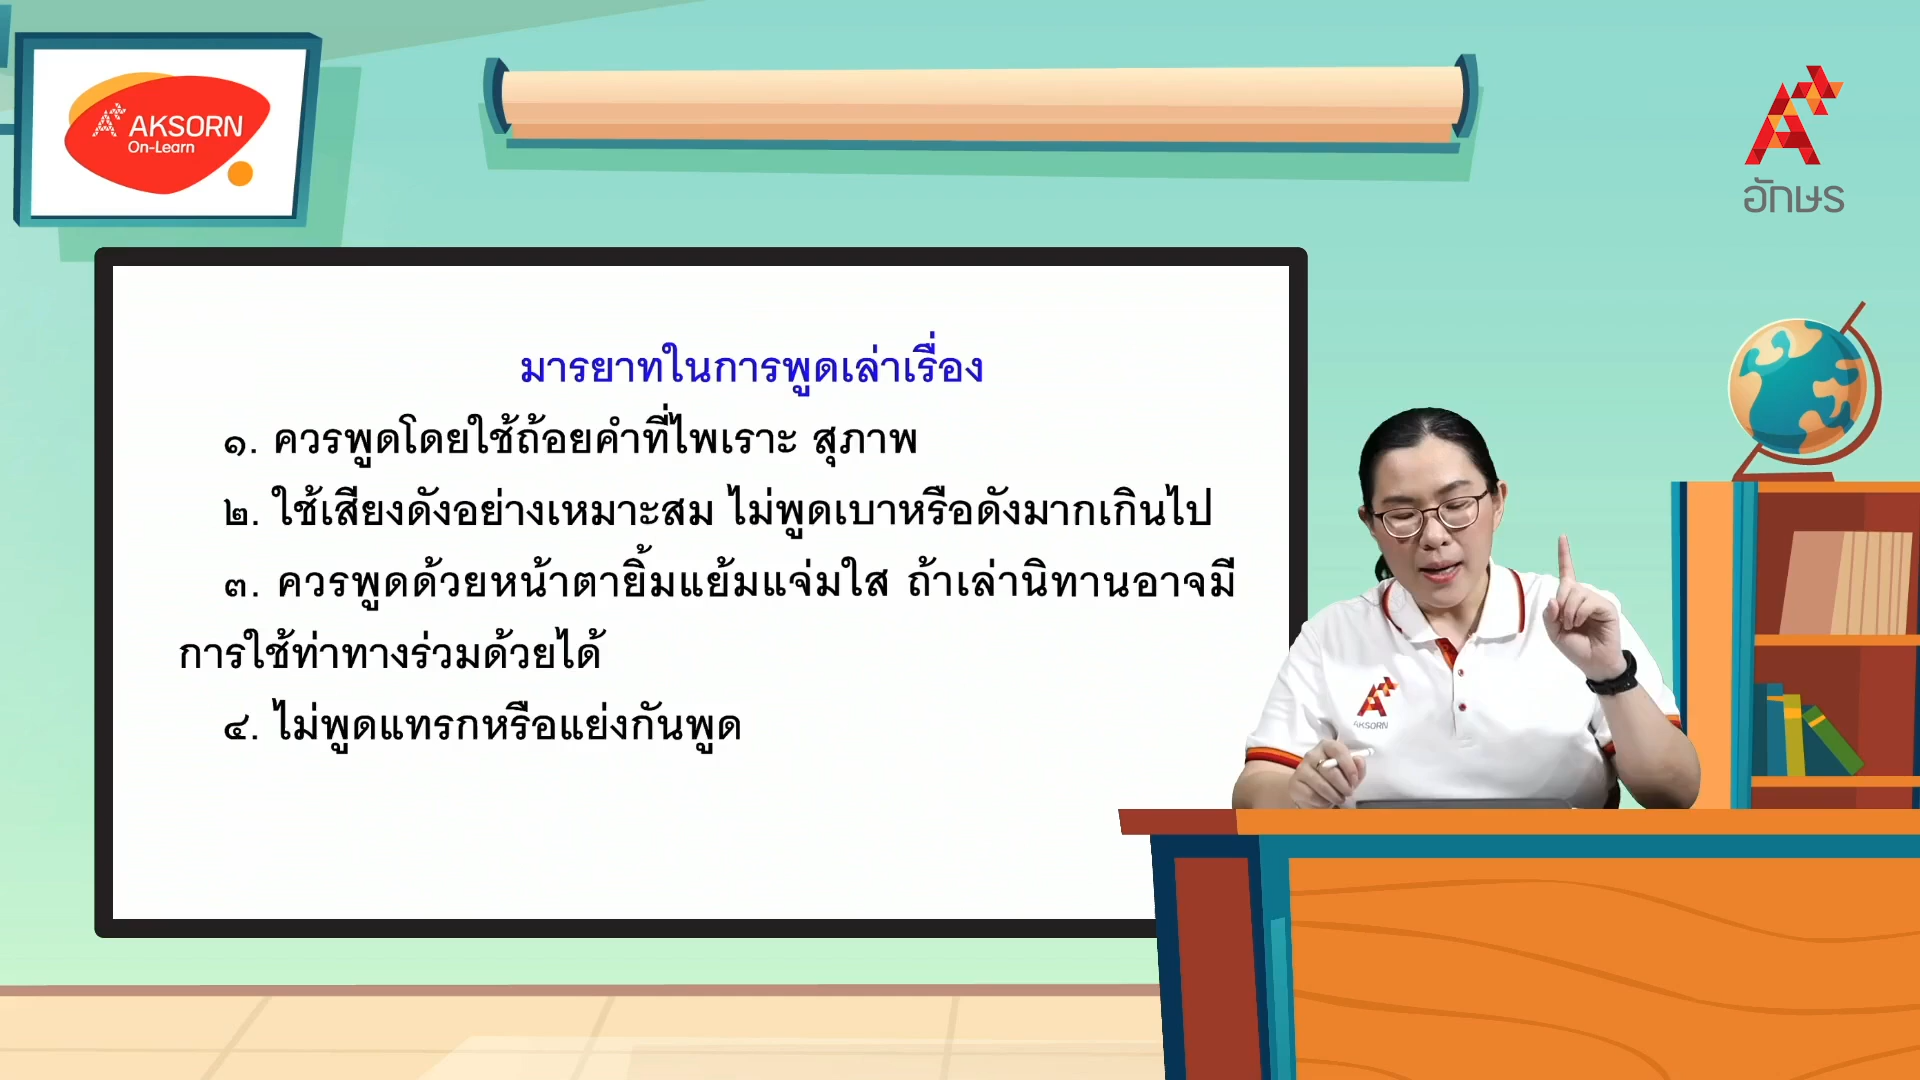 AKSORN
On-Learn
อักษร
มารยาทในการพูดเล่าเรื่อง
๑. ควรพูดโดยใช้ถ้อยคำที่ไพเราะ สุภาพ
๒. ใช้เสียงดังอย่างเหมาะสม ไม่พูดเบาหรือดังมากเกินไป
๓. ควรพูดด้วยหน้าตายิ้มแย้มแจ่มใส ถ้าเล่านิทานอาจมี
การใช้ท่าทางร่วมด้วยได้
๔. ไม่พูดแทรกหรือแย่งกันพูด
AKSORN